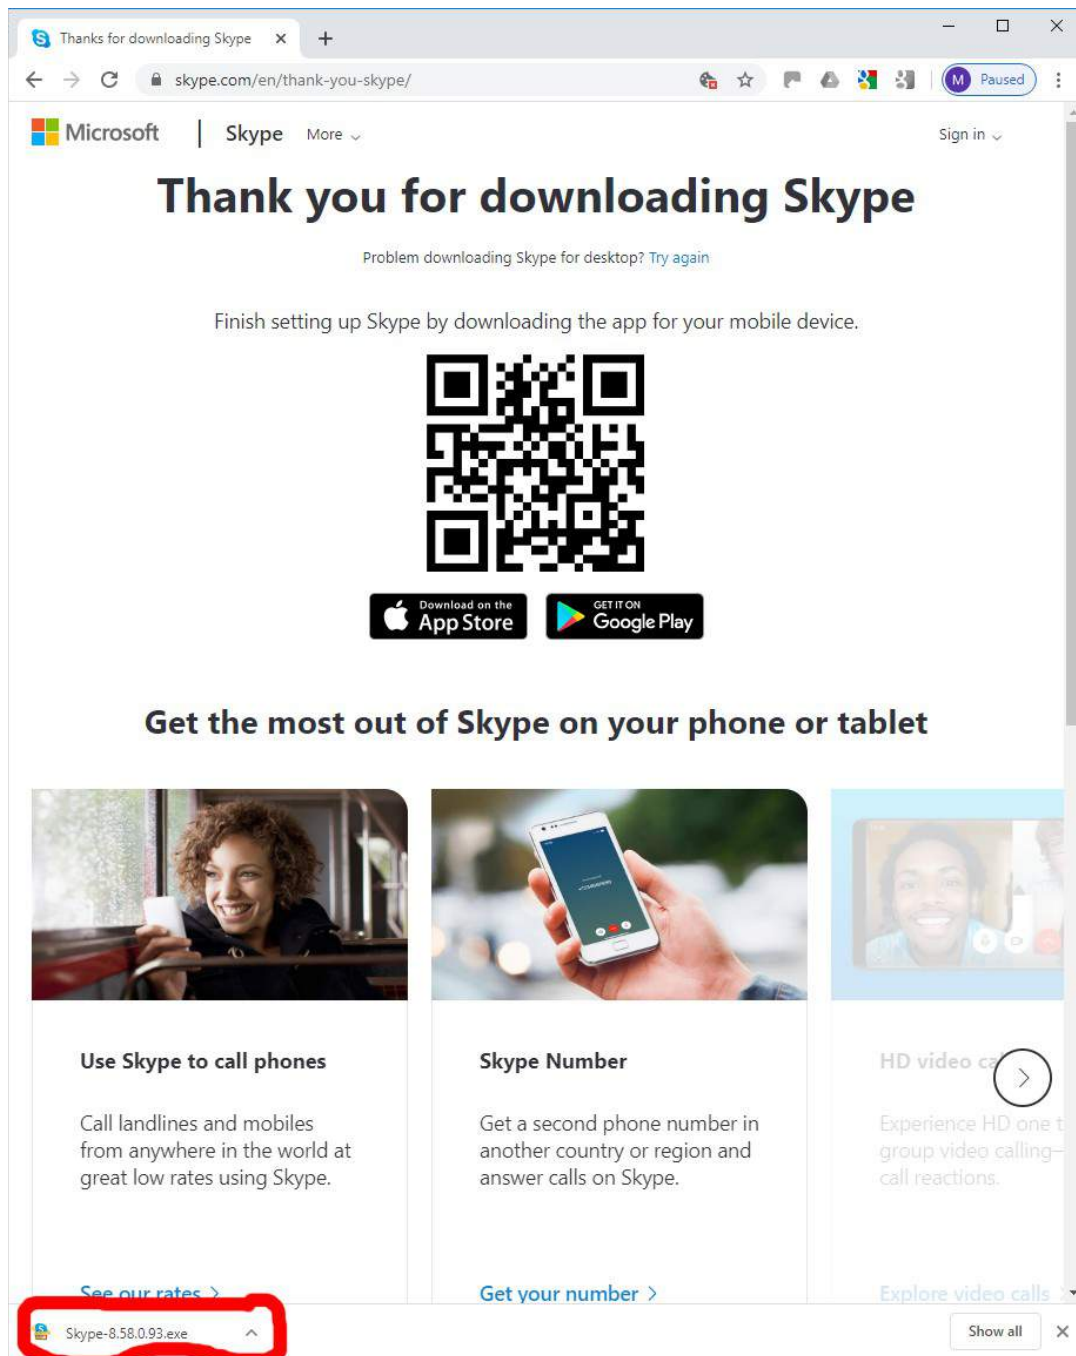 Thanks for downloading Skype
skype.com/en/thank-you-skype/
M Paused
Microsoft | Skype More Sign in
Thank you for downloading Skype
Problem downloading Skype for desktop? Try again
Finish setting up Skype by downloading the app for your mobile device.
Download on the
App Store
GET IT ON
Google Play
Get the most out of Skype on your phone or tablet
Use Skype to call phones
Call landlines and mobiles
from anywhere in the world at
great low rates using Skype.
See our rates >
Skype Number
Get a second phone number in
another country or region and
answer calls on Skype.
Get your number >
HD video
Experience HD one
group video calling—
call reactions.
Explore video calls
Skype-8.58.0.93.exe
Show all